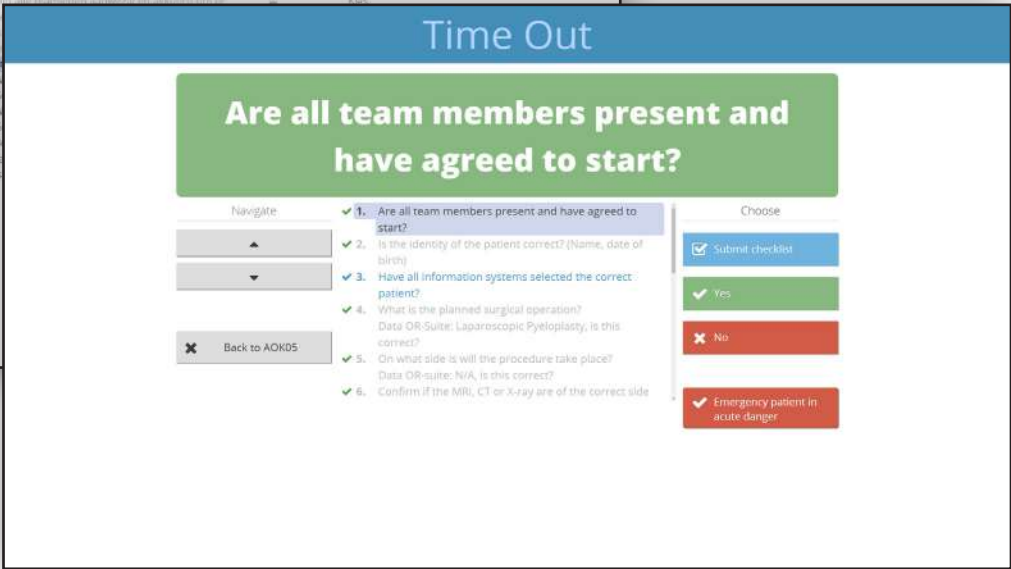 Time Out
Are all team members present and
have agreed to start?
Navigate
Back to AOK05
1. Are all team members present and have agreed to
start?
2. Is the identity of the patient correct? (Name, date of
birth)
3. Have all information systems selected the correct
patient?
4. What is the planned surgical operation?
Data OR-Suite: Laparoscopic Pyeloplasty, is this
correct?
5. On what side is will the procedure take place?
Data OR-suite: N/A, is this correct?
6. Confirm if the MRI, CT or X-ray are of the correct side
Choose
Submit checklist
Yes
No
Emergency patient in
acute danger